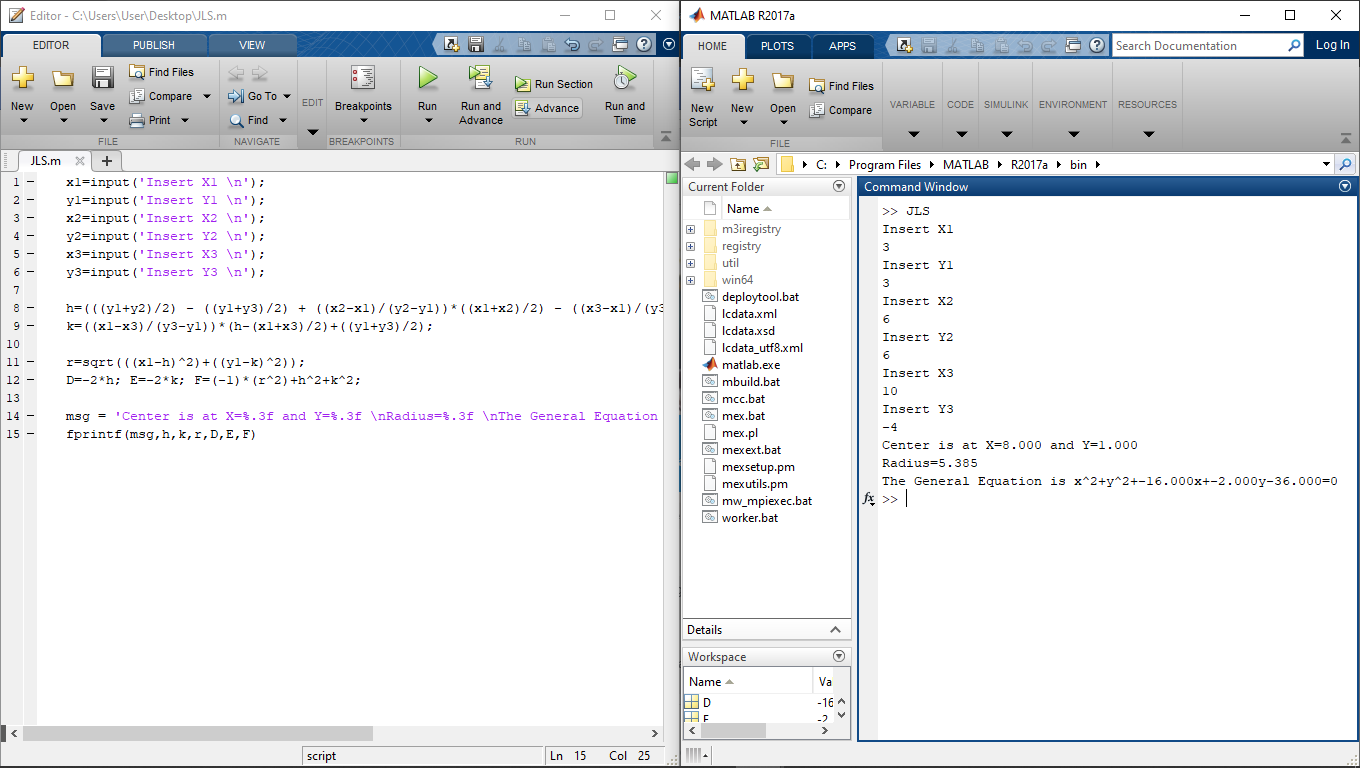 Editor - C:\Users\User\Desktop\JLS.m
EDITOR PUBLISH VIEW
New Open Save Find Files Compare Print
Go To Find
EDIT
Breakpoints
Run Run and Advance Run Section Advance Run and Time
FILE NAVIGATE BREAKPOINTS RUN
JLS.m
1 x1=input('Insert X1 \n');
2 y1=input('Insert Y1 \n');
3 x2=input('Insert X2 \n');
4 y2=input('Insert Y2 \n');
5 x3=input('Insert X3 \n');
6 y3=input('Insert Y3 \n');
7
8 h=(((y1+y2)/2) - ((y1+y3)/2) + ((x2-x1)/(y2-y1))*((x1+x2)/2) - ((x3-x1)/(y3
9 k=((x1-x3)/(y3-y1))*(h-(x1+x3)/2)+((y1+y3)/2);
10
11 r=sqrt(((x1-h)^2)+((y1-k)^2));
12 D=-2*h; E=-2*k; F=(-1)*(r^2)+h^2+k^2;
13
14 msg = 'Center is at X=%.3f and Y=%.3f \nRadius=%.3f \nThe General Equation
15 fprintf(msg,h,k,r,D,E,F)
script
Ln 15 Col 25
MATLAB R2017a
HOME PLOTS APPS
Search Documentation
Log In
New Script New Open Find Files Compare
VARIABLE CODE SIMULINK ENVIRONMENT RESOURCES
FILE
C: Program Files MATLAB R2017a bin
Current Folder
Name
m3iregistry
registry
util
win64
deploytool.bat
lcdata.xml
lcdata.xsd
lcdata_utf8.xml
matlab.exe
mbuild.bat
mcc.bat
mex.bat
mex.pl
mexext.bat
mexsetup.pm
mexutils.pm
mw_mpiexec.bat
worker.bat
Details
Workspace
Name Va
D -16
E -2
Command Window
>> JLS
Insert X1
3
Insert Y1
3
Insert X2
6
Insert Y2
6
Insert X3
10
Insert Y3
-4
Center is at X=8.000 and Y=1.000
Radius=5.385
The General Equation is x^2+y^2+-16.000x+-2.000y-36.000=0
fx >>